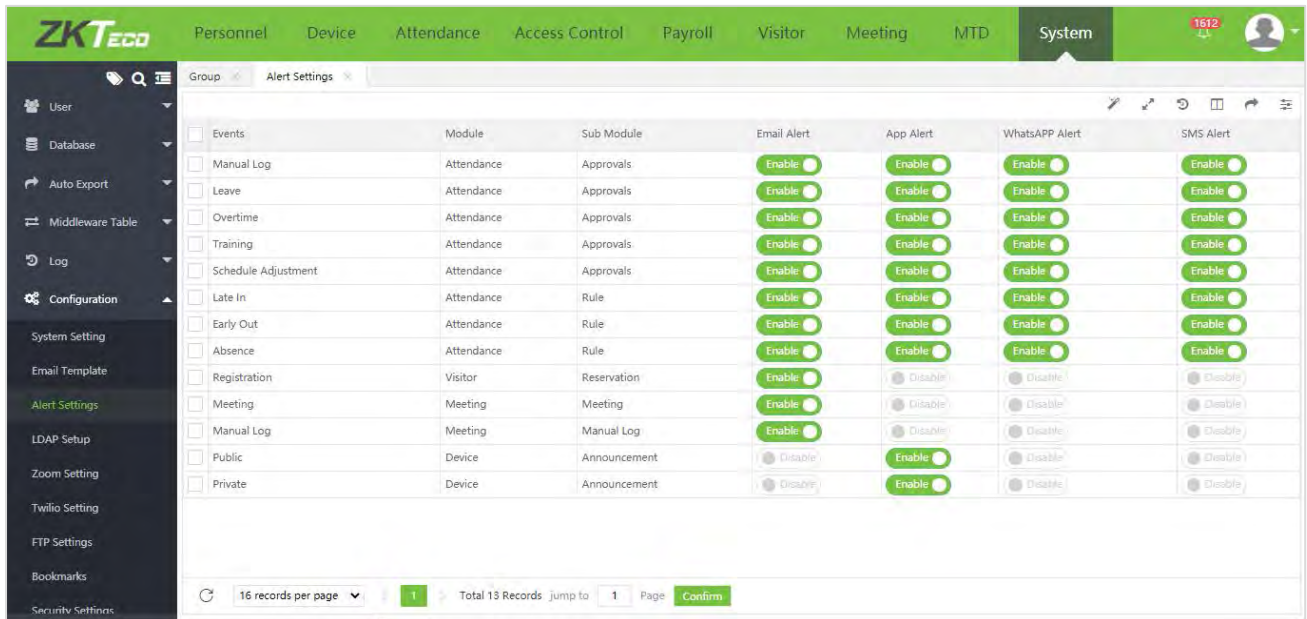 ZKTECO Personnel Device Attendance Access Control Payroll Visitor Meeting MTD System 1612
Group Alert Settings
User
Database
Auto Export
Middleware Table
Log
Configuration
System Setting
Email Template
Alert Settings
LDAP Setup
Zoom Setting
Twilio Setting
FTP Settings
Bookmarks
Security Settings
Events Module Sub Module Email Alert App Alert WhatsAPP Alert SMS Alert
Manual Log Attendance Approvals Enable Enable Enable Enable
Leave Attendance Approvals Enable Enable Enable Enable
Overtime Attendance Approvals Enable Enable Enable Enable
Training Attendance Approvals Enable Enable Enable Enable
Schedule Adjustment Attendance Approvals Enable Enable Enable Enable
Late In Attendance Rule Enable Enable Enable Enable
Early Out Attendance Rule Enable Enable Enable Enable
Absence Attendance Rule Enable Enable Enable Enable
Registration Visitor Reservation Enable Disable Disable Disable
Meeting Meeting Meeting Enable Disable Disable Disable
Manual Log Meeting Manual Log Enable Disable Disable Disable
Public Device Announcement Disable Enable Disable Disable
Private Device Announcement Disable Enable Disable Disable
16 records per page 1 Total 13 Records jump to 1 Page Confirm